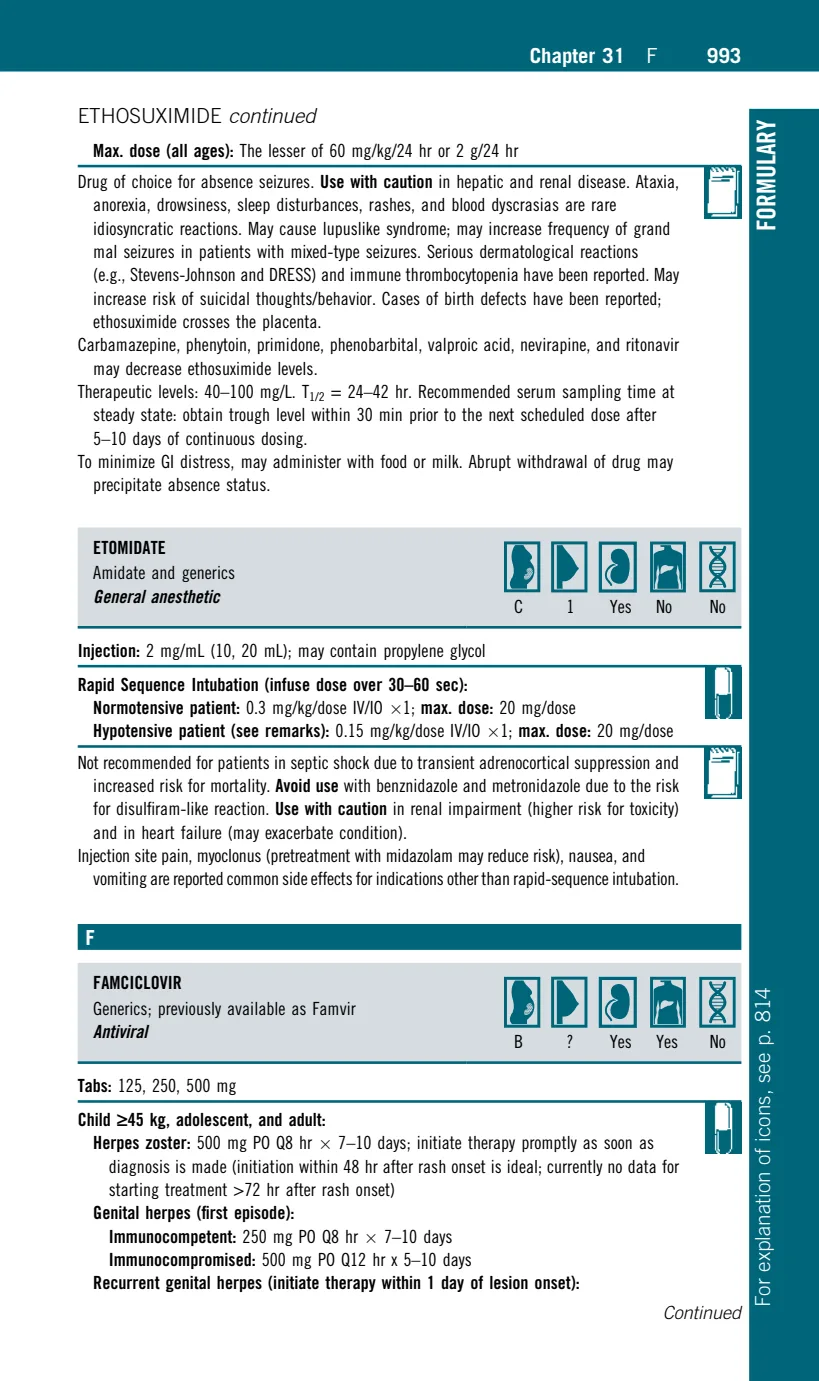 Chapter 31 F 993
ETHOSUXIMIDE continued
Max. dose (all ages): The lesser of 60 mg/kg/24 hr or 2 g/24 hr
Drug of choice for absence seizures. Use with caution in hepatic and renal disease. Ataxia,
anorexia, drowsiness, sleep disturbances, rashes, and blood dyscrasias are rare
idiosyncratic reactions. May cause lupuslike syndrome; may increase frequency of grand
mal seizures in patients with mixed-type seizures. Serious dermatological reactions
(e.g., Stevens-Johnson and DRESS) and immune thrombocytopenia have been reported. May
increase risk of suicidal thoughts/behavior. Cases of birth defects have been reported;
ethosuximide crosses the placenta.
Carbamazepine, phenytoin, primidone, phenobarbital, valproic acid, nevirapine, and ritonavir
may decrease ethosuximide levels.
Therapeutic levels: 40–100 mg/L. T1/2 = 24–42 hr. Recommended serum sampling time at
steady state: obtain trough level within 30 min prior to the next scheduled dose after
5–10 days of continuous dosing.
To minimize GI distress, may administer with food or milk. Abrupt withdrawal of drug may
precipitate absence status.
ETOMIDATE
Amidate and generics
General anesthetic
C 1 Yes No No
Injection: 2 mg/mL (10, 20 mL); may contain propylene glycol
Rapid Sequence Intubation (infuse dose over 30–60 sec):
Normotensive patient: 0.3 mg/kg/dose IV/IO ×1; max. dose: 20 mg/dose
Hypotensive patient (see remarks): 0.15 mg/kg/dose IV/IO ×1; max. dose: 20 mg/dose
Not recommended for patients in septic shock due to transient adrenocortical suppression and
increased risk for mortality. Avoid use with benznidazole and metronidazole due to the risk
for disulfiram-like reaction. Use with caution in renal impairment (higher risk for toxicity)
and in heart failure (may exacerbate condition).
Injection site pain, myoclonus (pretreatment with midazolam may reduce risk), nausea, and
vomiting are reported common side effects for indications other than rapid-sequence intubation.
F
FAMCICLOVIR
Generics; previously available as Famvir
Antiviral
B ? Yes Yes No
Tabs: 125, 250, 500 mg
Child ≥45 kg, adolescent, and adult:
Herpes zoster: 500 mg PO Q8 hr × 7–10 days; initiate therapy promptly as soon as
diagnosis is made (initiation within 48 hr after rash onset is ideal; currently no data for
starting treatment >72 hr after rash onset)
Genital herpes (first episode):
Immunocompetent: 250 mg PO Q8 hr × 7–10 days
Immunocompromised: 500 mg PO Q12 hr x 5–10 days
Recurrent genital herpes (initiate therapy within 1 day of lesion onset):
Continued
FORMULARY
For explanation of icons, see p. 814